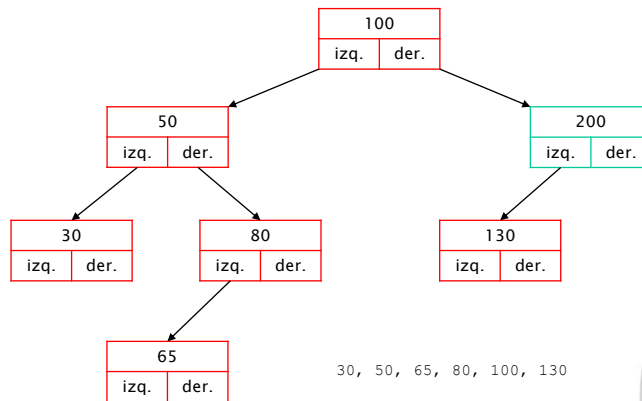 100
izq. der.
50
izq. der.
200
izq. der.
30
izq. der.
80
izq. der.
130
izq. der.
65
izq. der.
30, 50, 65, 80, 100, 130